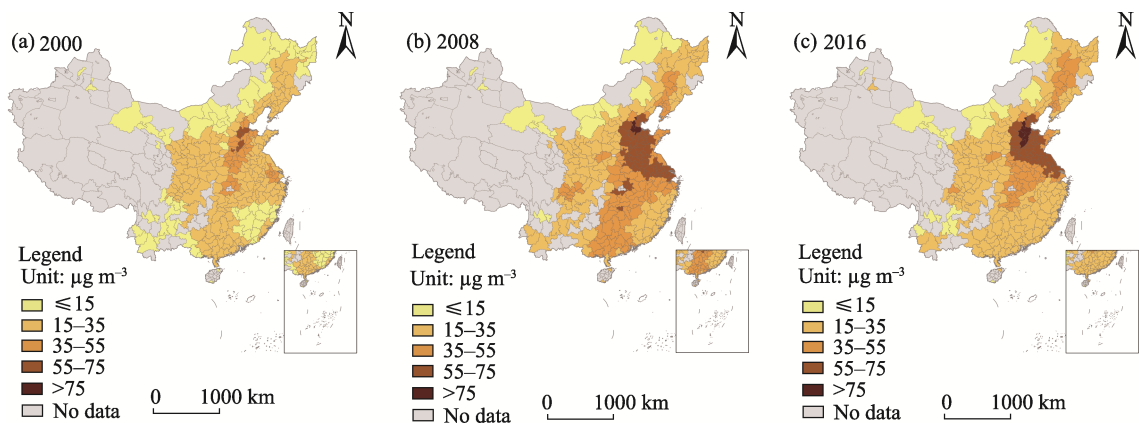 (a) 2000
N
Legend
Unit: µg m⁻³
⩽15
15–35
35–55
55–75
>75
No data
0 1000 km
(b) 2008
N
Legend
Unit: µg m⁻³
⩽15
15–35
35–55
55–75
>75
No data
0 1000 km
(c) 2016
N
Legend
Unit: µg m⁻³
⩽15
15–35
35–55
55–75
>75
No data
0 1000 km